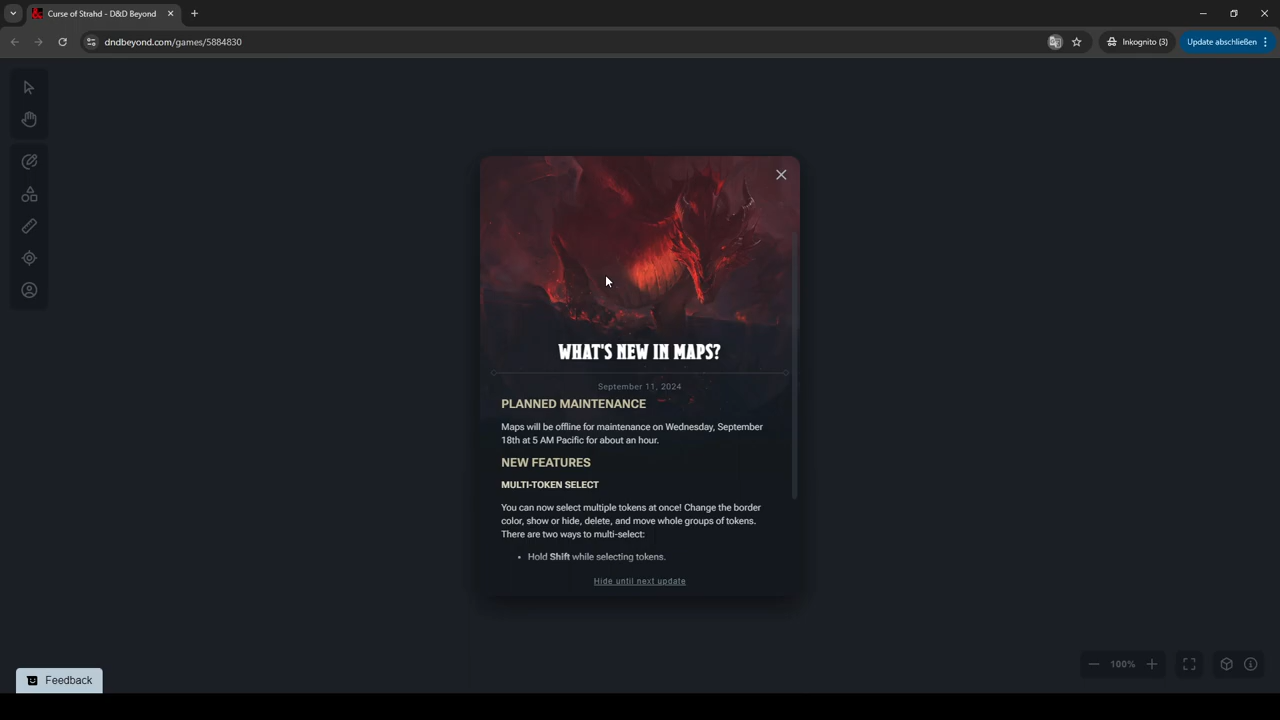 Curse of Strahd - D&D Beyond
dndbeyond.com/games/5884830
Inkognito (3)
Update abschließen
WHAT'S NEW IN MAPS?
September 11, 2024
PLANNED MAINTENANCE
Maps will be offline for maintenance on Wednesday, September
18th at 5 AM Pacific for about an hour.
NEW FEATURES
MULTI-TOKEN SELECT
You can now select multiple tokens at once! Change the border
color, show or hide, delete, and move whole groups of tokens.
There are two ways to multi-select:
• Hold Shift while selecting tokens.
Hide until next update
100%
Feedback